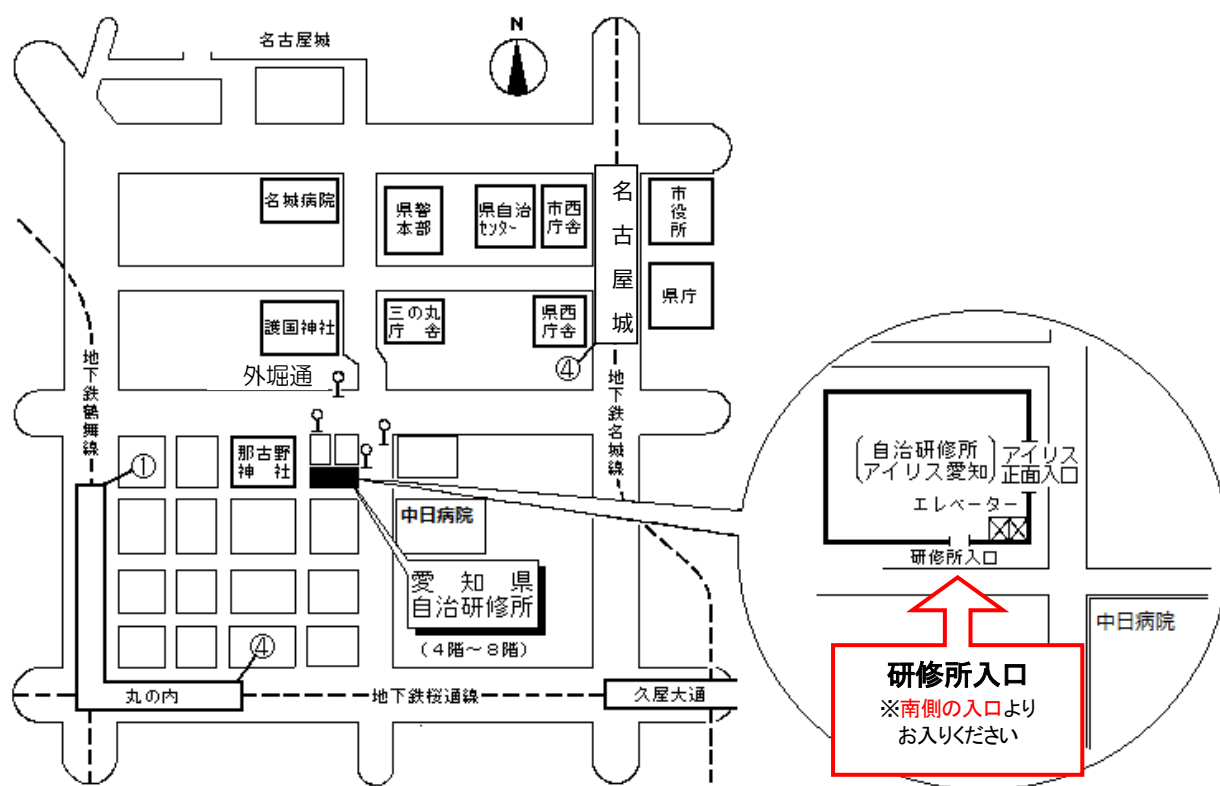 名古屋城
N
名城病院
県警
本部
県自治
センター
市西
庁舎
名古屋城
市役所
県庁
護国神社
三の丸
庁舎
県西
庁舎
④
外堀通
地下鉄鶴舞線
地下鉄名城線
①
那古野
神社
中日病院
愛知県
自治研修所
(4階～8階)
④
丸の内
地下鉄桜通線
久屋大通
自治研修所
アイリス愛知
アイリス
正面入口
エレベーター
研修所入口
中日病院
研修所入口
※南側の入口より
お入りください